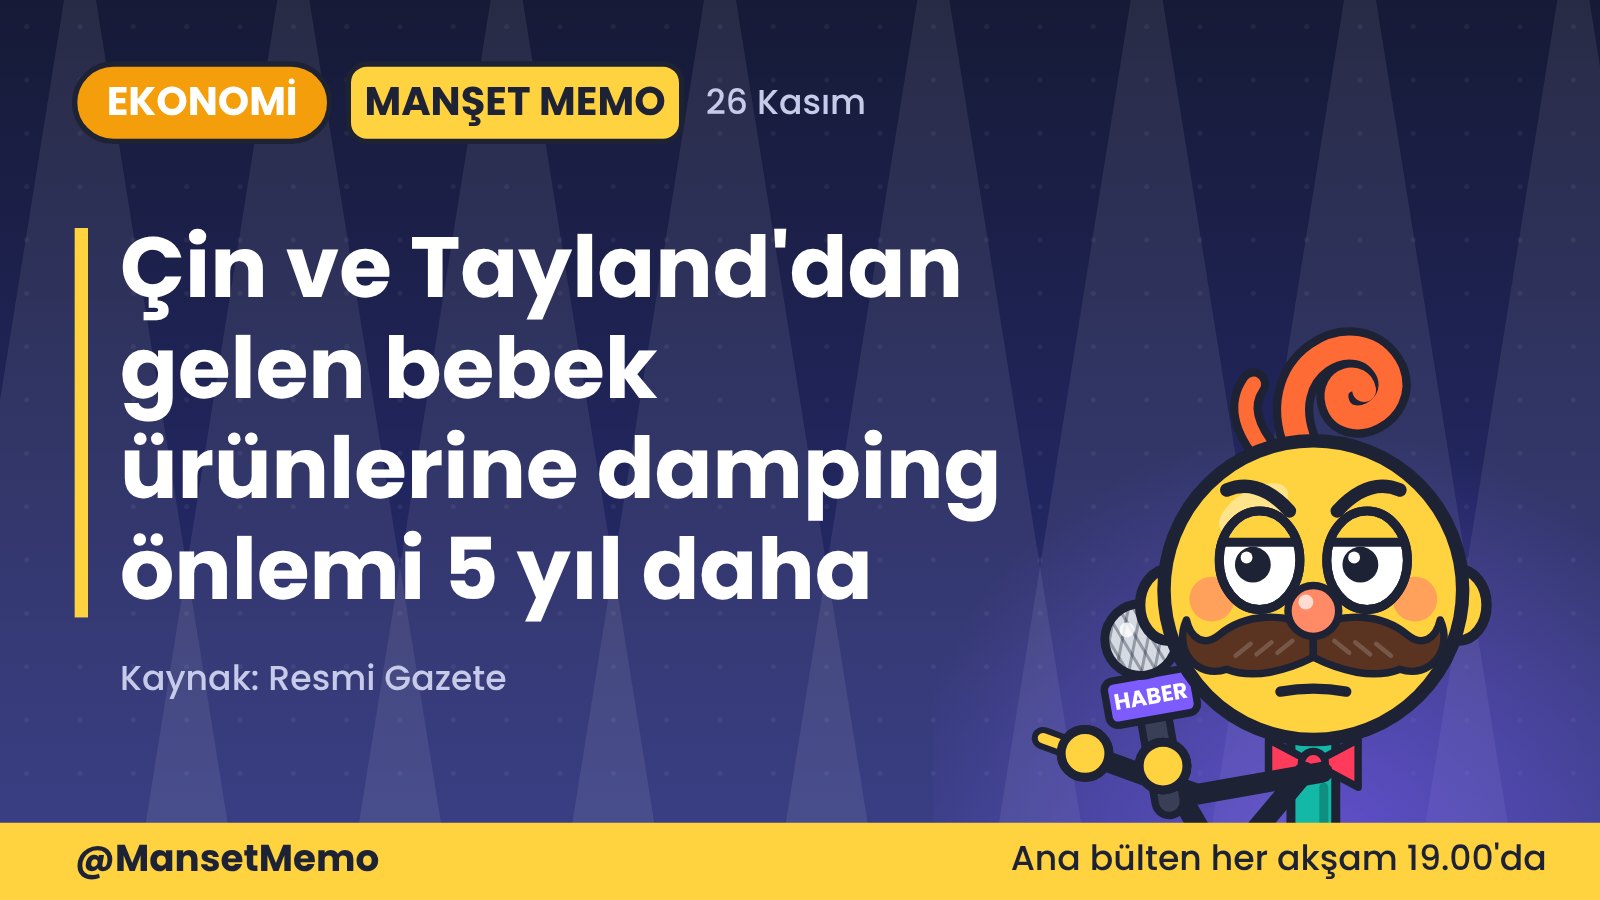 EKONOMİ MANŞET MEMO 26 Kasım
Çin ve Tayland'dan
gelen bebek
ürünlerine damping
önlemi 5 yıl daha
Kaynak: Resmi Gazete
HABER
@MansetMemo Ana bülten her akşam 19.00'da